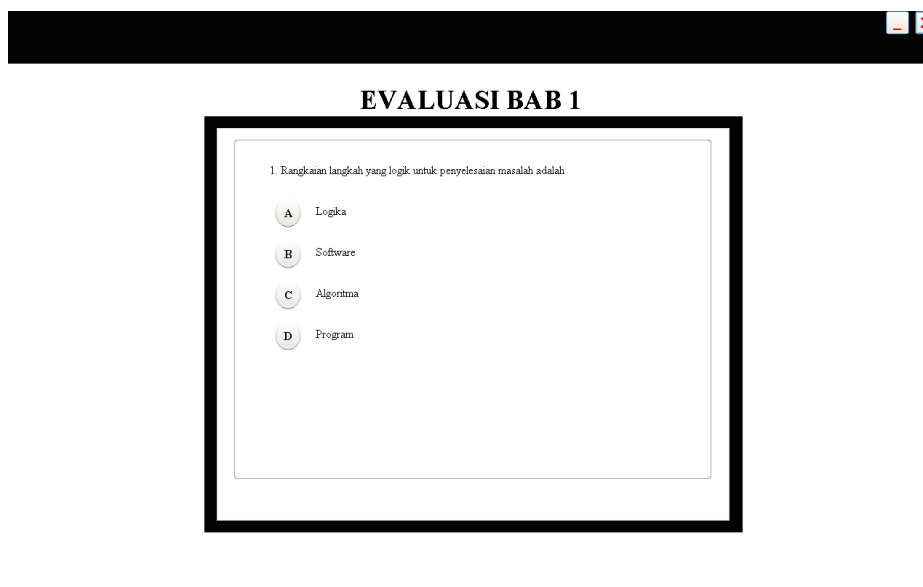 EVALUASI BAB 1
1. Rangkaian langkah yang logik untuk penyelesaian masalah adalah
A Logika
B Software
C Algoritma
D Program